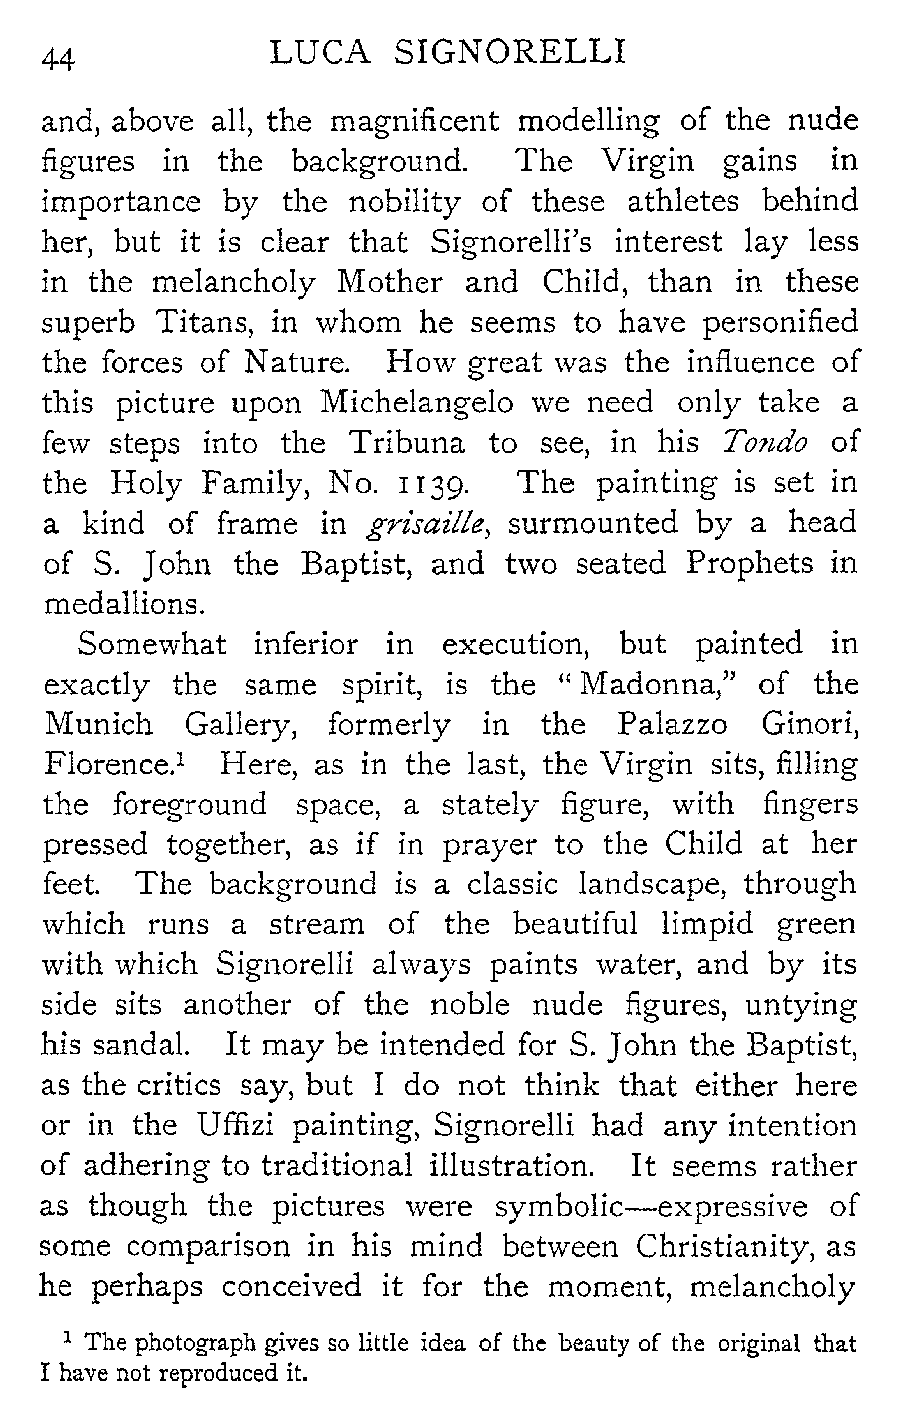 44 LUCA SIGNORELLI
and, above all, the magnificent modelling of the nude
figures in the background. The Virgin gains in
importance by the nobility of these athletes behind
her, but it is clear that Signorelli's interest lay less
in the melancholy Mother and Child, than in these
superb Titans, in whom he seems to have personified
the forces of Nature. How great was the influence of
this picture upon Michelangelo we need only take a
few steps into the Tribuna to see, in his Tondo of
the Holy Family, No. 1139. The painting is set in
a kind of frame in grisaille, surmounted by a head
of S. John the Baptist, and two seated Prophets in
medallions.
Somewhat inferior in execution, but painted in
exactly the same spirit, is the "Madonna," of the
Munich Gallery, formerly in the Palazzo Ginori,
Florence.¹ Here, as in the last, the Virgin sits, filling
the foreground space, a stately figure, with fingers
pressed together, as if in prayer to the Child at her
feet. The background is a classic landscape, through
which runs a stream of the beautiful limpid green
with which Signorelli always paints water, and by its
side sits another of the noble nude figures, untying
his sandal. It may be intended for S. John the Baptist,
as the critics say, but I do not think that either here
or in the Uffizi painting, Signorelli had any intention
of adhering to traditional illustration. It seems rather
as though the pictures were symbolic—expressive of
some comparison in his mind between Christianity, as
he perhaps conceived it for the moment, melancholy
¹ The photograph gives so little idea of the beauty of the original that
I have not reproduced it.